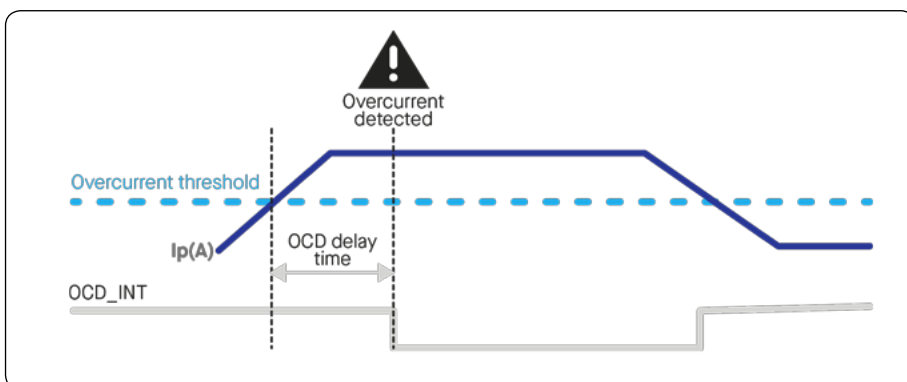 Overcurrent
detected
Overcurrent threshold
Ip(A)
OCD delay
time
OCD_INT